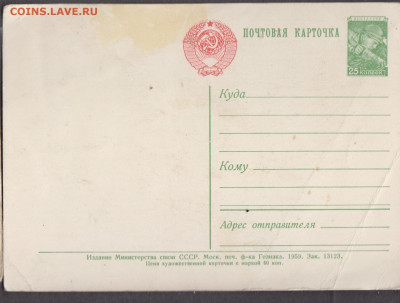 COINS.LAVE.RU
ПОЧТОВАЯ КАРТОЧКА
25
Куда
Кому
Адрес отправителя
Издание Министерства связи СССР. Моск. печ. ф-ка Гознака. 1959. Зак. 13123.
Цена художественной карточки с маркой 40 коп.